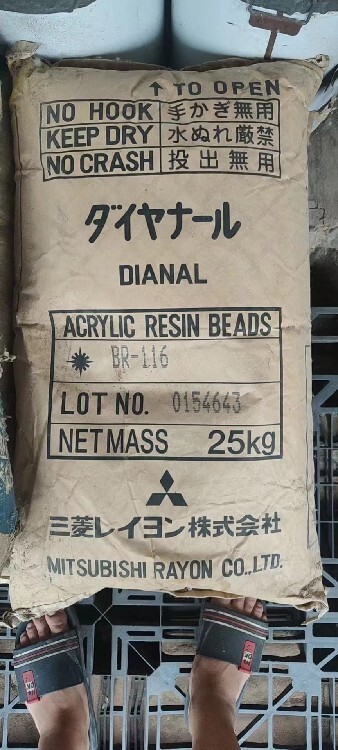 ↑ TO OPEN
NO HOOK 手かぎ無用
KEEP DRY 水ぬれ厳禁
NO CRASH 投出無用
ダイヤナール
DIANAL
ACRYLIC RESIN BEADS
BR-116
LOT NO. 0154643
NET MASS 25kg
三菱レイヨン株式会社
MITSUBISHI RAYON CO.,LTD.